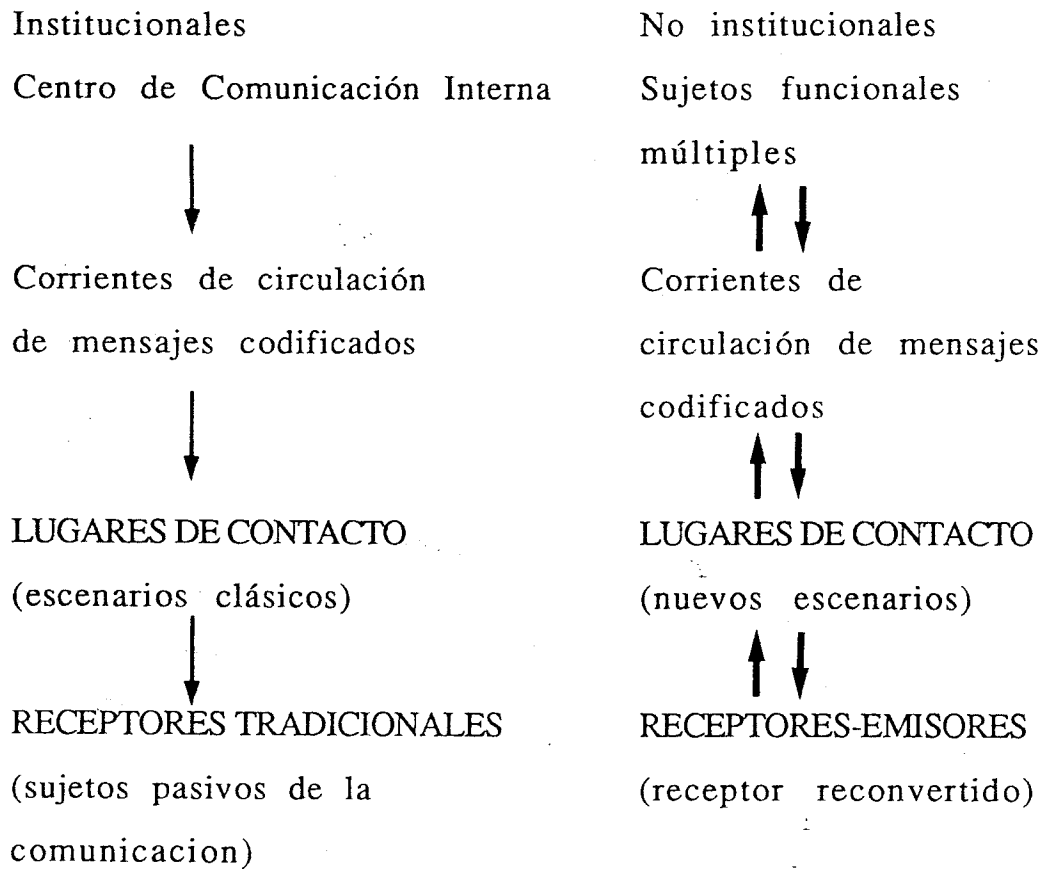 Institucionales
Centro de Comunicación Interna
Corrientes de circulación
de mensajes codificados
LUGARES DE CONTACTO
(escenarios clásicos)
RECEPTORES TRADICIONALES
(sujetos pasivos de la
comunicacion)
No institucionales
Sujetos funcionales
múltiples
Corrientes de
circulación de mensajes
codificados
LUGARES DE CONTACTO
(nuevos escenarios)
RECEPTORES-EMISORES
(receptor reconvertido)